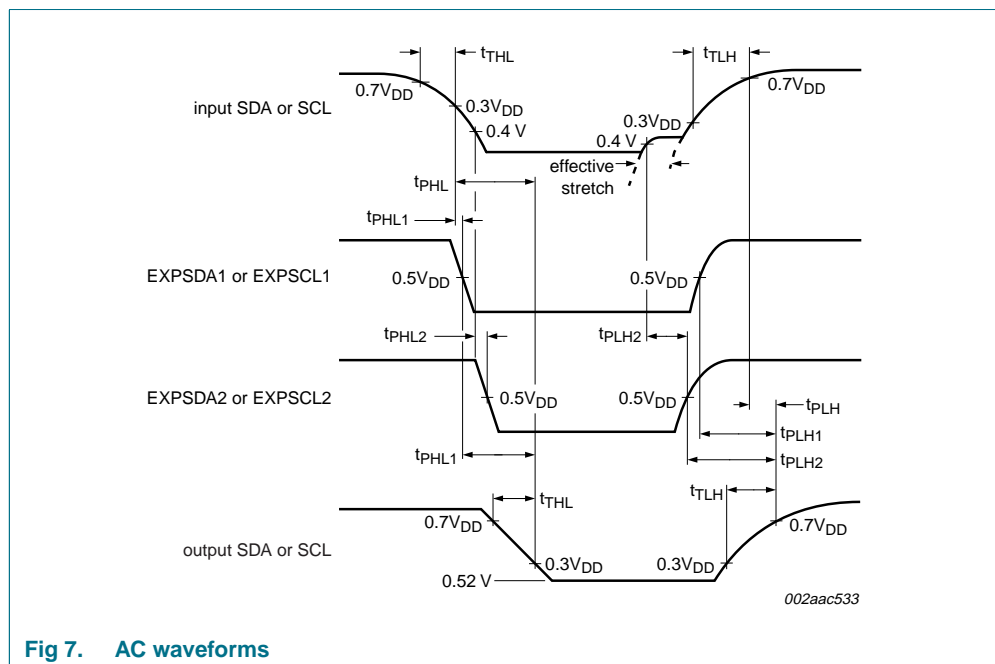 tTHL
tTLH
0.7VDD
0.7VDD
input SDA or SCL
0.3VDD
0.3VDD
0.4 V
0.4 V
effective
stretch
tPHL
tPHL1
EXPSDA1 or EXPSCL1
0.5VDD
0.5VDD
tPHL2
tPLH2
EXPSDA2 or EXPSCL2
0.5VDD
0.5VDD
tPLH
tPLH1
tPHL1
tPLH2
tTHL
tTLH
0.7VDD
0.7VDD
output SDA or SCL
0.3VDD
0.3VDD
0.52 V
002aac533
Fig 7. AC waveforms